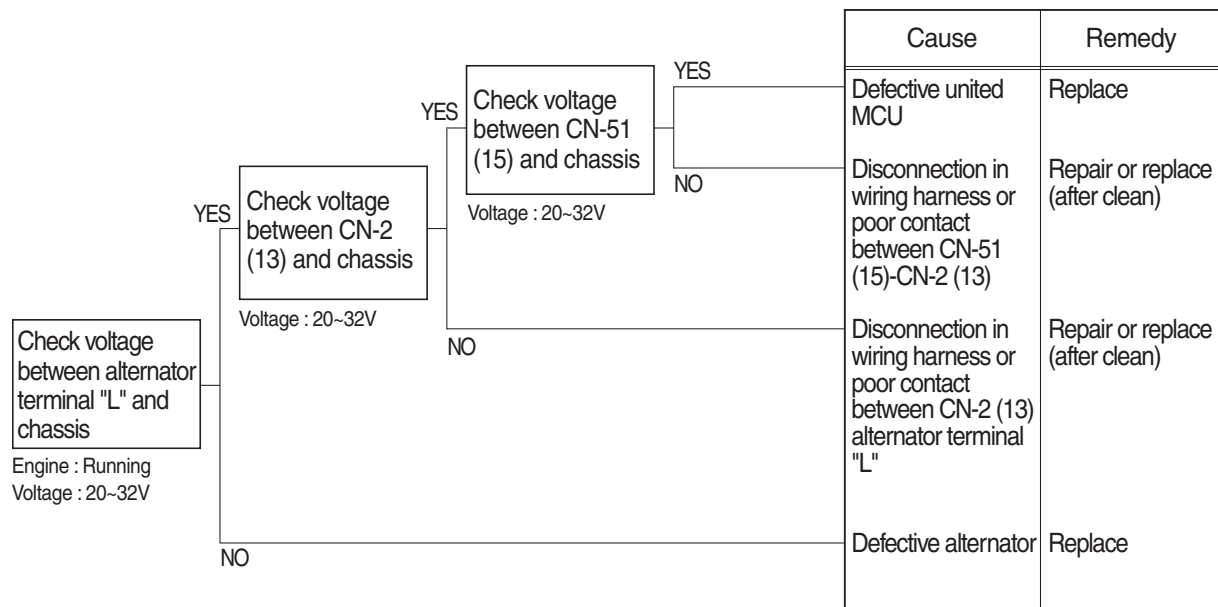 Cause
Remedy
YES
Defective united
MCU
Replace
YES
Check voltage
between CN-51
(15) and chassis
NO
Disconnection in
wiring harness or
poor contact
between CN-51
(15)-CN-2 (13)
Repair or replace
(after clean)
Voltage : 20~32V
YES
Check voltage
between CN-2
(13) and chassis
Voltage : 20~32V
NO
Disconnection in
wiring harness or
poor contact
between CN-2 (13)
alternator terminal
"L"
Repair or replace
(after clean)
Check voltage
between alternator
terminal "L" and
chassis
Engine : Running
Voltage : 20~32V
NO
Defective alternator
Replace